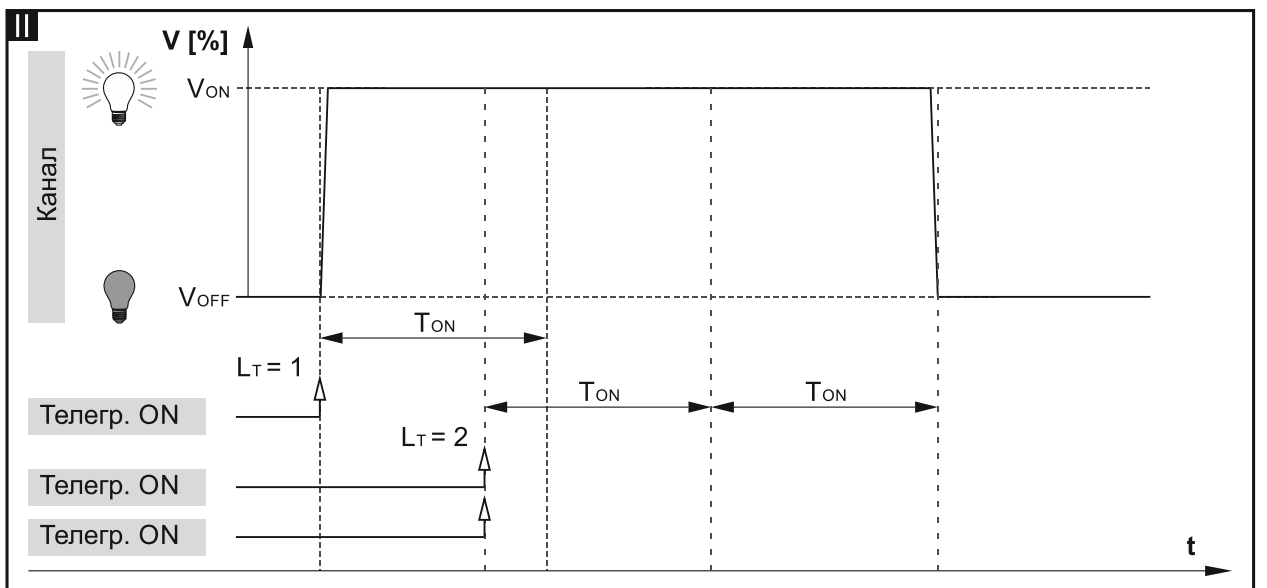 II
V [%]
VON
Канал
VOFF
TON
LT = 1
Телегр. ON
TON
TON
LT = 2
Телегр. ON
Телегр. ON
t